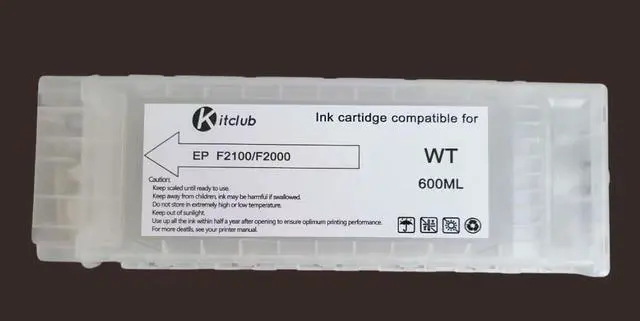 Kitclub
Ink cartidge compatible for
EP F2100/F2000
WT
600ML
Caution;
Keep scaled until ready to use.
Keep away from children, ink may be harmful if swallowed.
Do not store in extremely high or low temperature.
Keep out of sunlight.
Use up all the ink within half a year after opening to ensure optimum printing performance.
For more deatlls, see your printer manual.